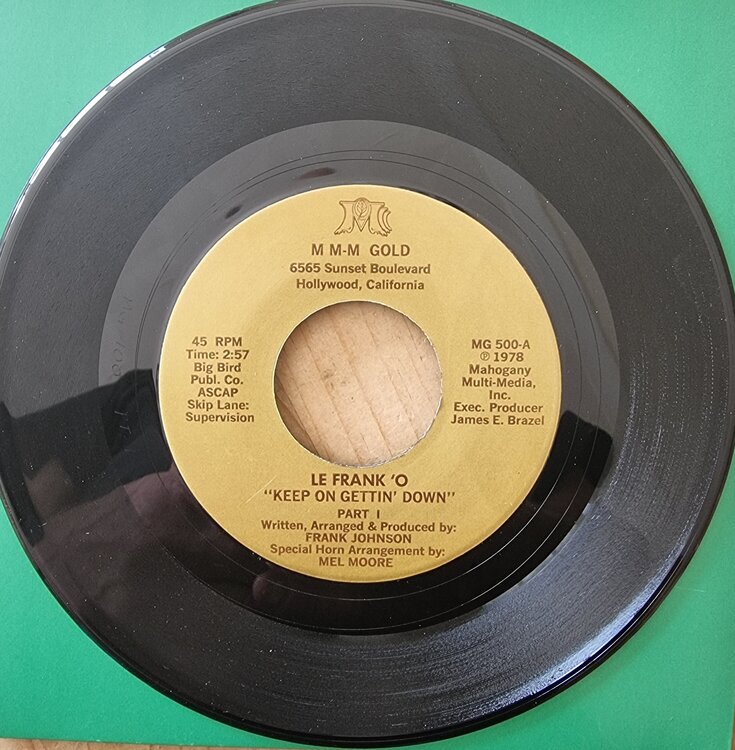 M M-M GOLD
6565 Sunset Boulevard
Hollywood, California
45 RPM
Time: 2:57
Big Bird
Publ. Co.
ASCAP
Skip Lane:
Supervision
MG 500-A
℗ 1978
Mahogany
Multi-Media,
Inc.
Exec. Producer
James E. Brazel
LE FRANK 'O
"KEEP ON GETTIN' DOWN"
PART I
Written, Arranged & Produced by:
FRANK JOHNSON
Special Horn Arrangement by:
MEL MOORE